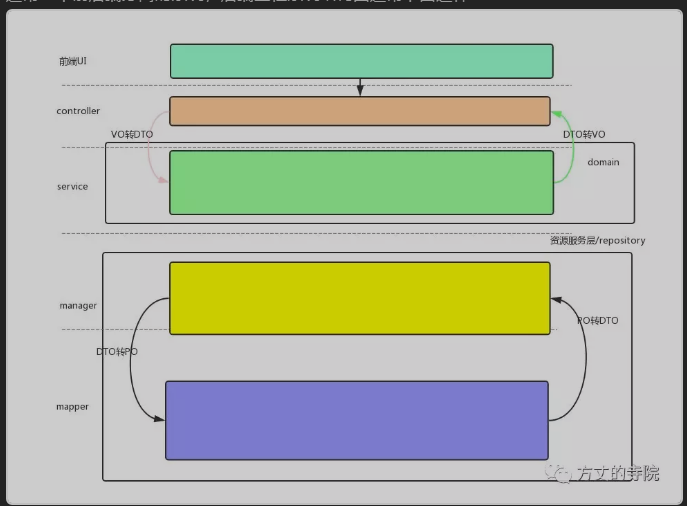 前端UI
controller
VO转DTO
DTO转VO
domain
service
资源服务层/repository
manager
PO转DTO
DTO转PO
mapper
方丈的寺院